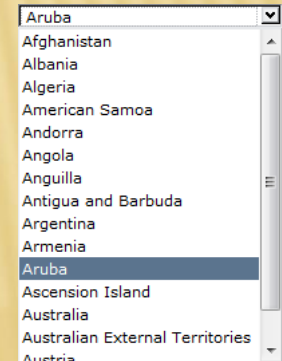 Aruba
Afghanistan
Albania
Algeria
American Samoa
Andorra
Angola
Anguilla
Antigua and Barbuda
Argentina
Armenia
Aruba
Ascension Island
Australia
Australian External Territories
Austria